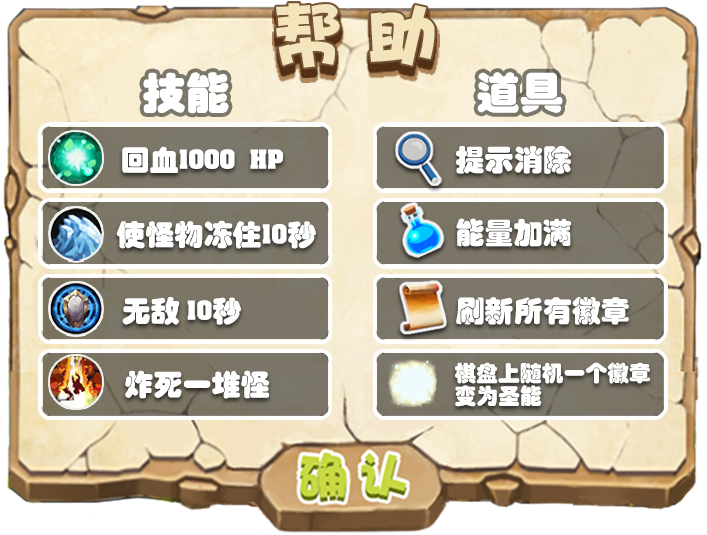 帮助
技能
回血1000 HP
使怪物冻住10秒
无敌10秒
炸死一堆怪
道具
提示消除
能量加满
刷新所有徽章
棋盘上随机一个徽章
变为圣能
确认